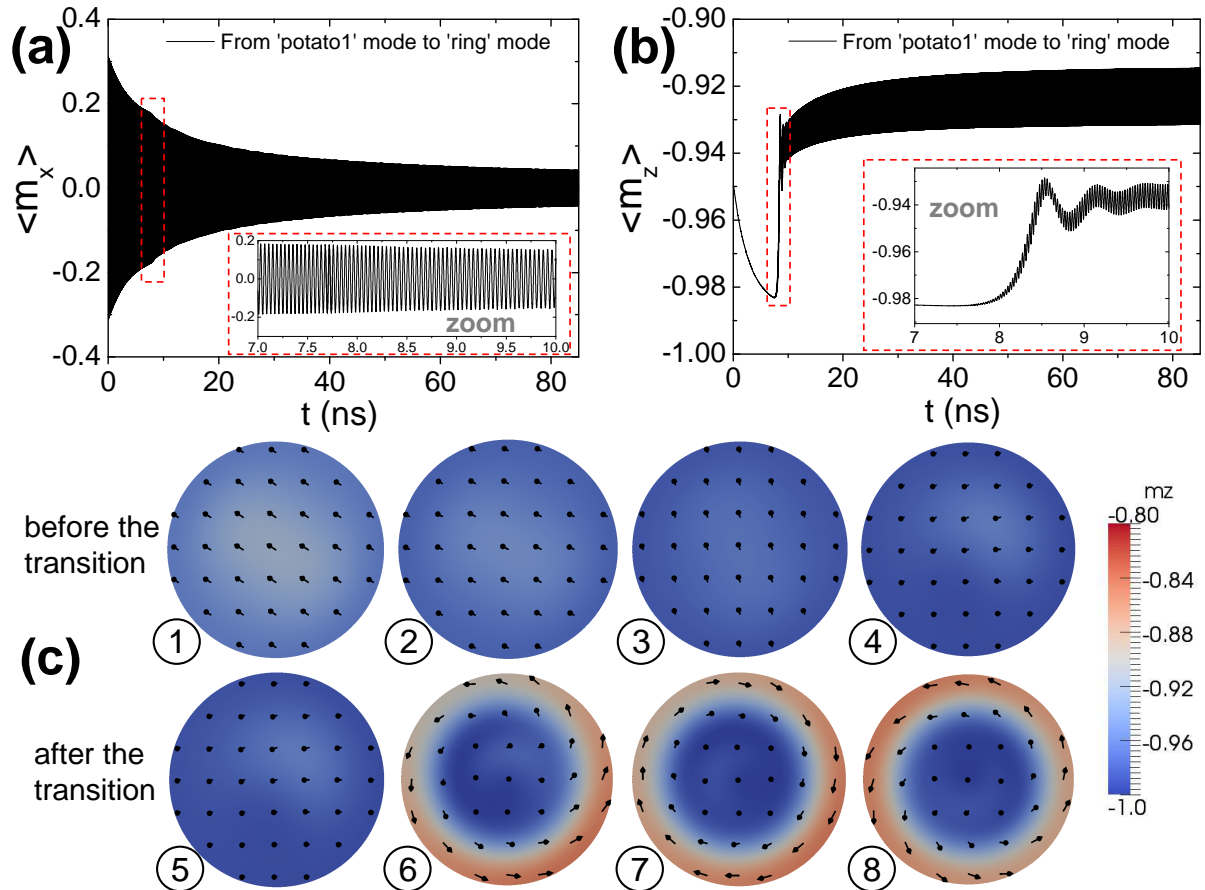 (a)
From 'potato1' mode to 'ring' mode
0.4
0.2
0.0
-0.2
-0.4
<m_x>
0.2
0.0
-0.2
zoom
7.0 7.5 8.0 8.5 9.0 9.5 10.0
0 20 40 60 80
t (ns)
(b)
From 'potato1' mode to 'ring' mode
-0.90
-0.92
-0.94
-0.96
-0.98
-1.00
<m_z>
zoom
-0.94
-0.96
-0.98
7 8 9 10
0 20 40 60 80
t (ns)
(c)
before the
transition
1 2 3 4
after the
transition
5 6 7 8
mz
-0.80
-0.84
-0.88
-0.92
-0.96
-1.0